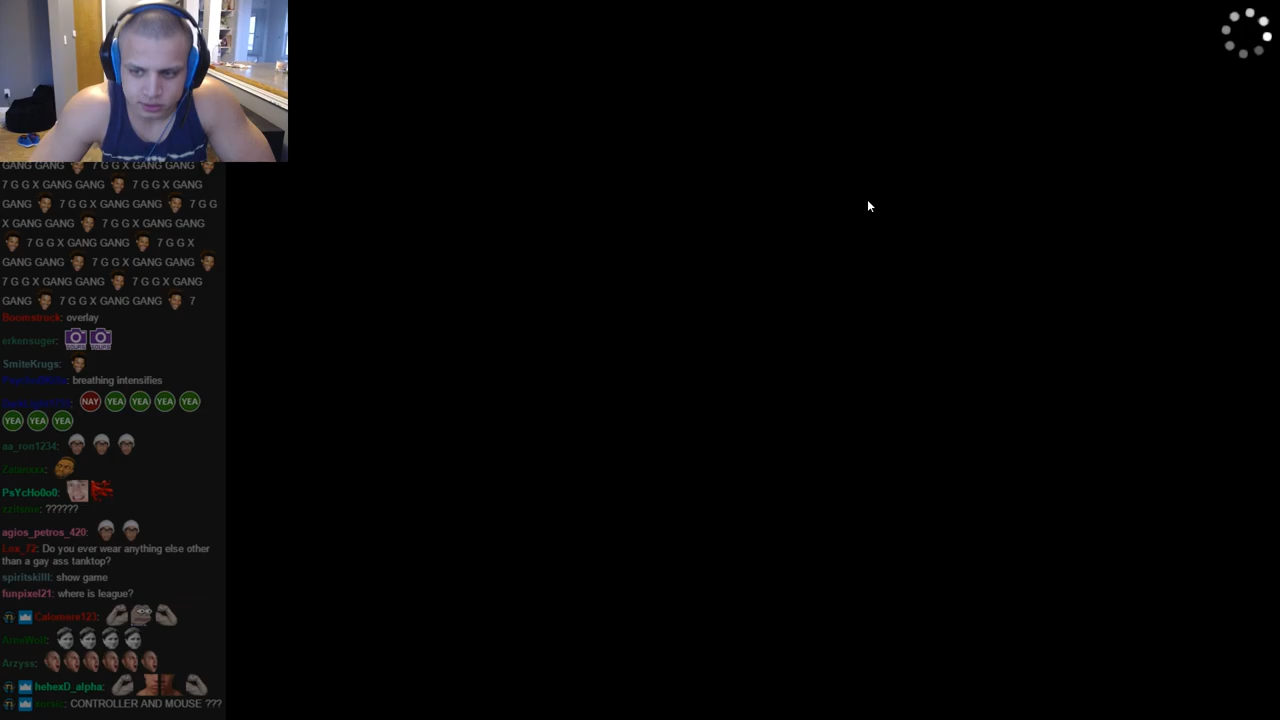 GANG GANG 7 G G X GANG GANG
7 G G X GANG GANG 7 G G X GANG
GANG 7 G G X GANG GANG 7 G G
X GANG GANG 7 G G X GANG GANG
7 G G X GANG GANG 7 G G X
GANG GANG 7 G G X GANG GANG
7 G G X GANG GANG 7 G G X GANG
GANG 7 G G X GANG GANG 7
Boomstruck: overlay
erkensuger:
SmiteKrugs:
: breathing intensifies
NAY YEA YEA YEA YEA
YEA YEA YEA
aa_ron1234:
PsYcHo0o0:
: ??????
agios_petros_420:
Lox_72: Do you ever wear anything else other
than a gay ass tanktop?
spiritskilll: show game
funpixel21: where is league?
Calomere123:
ArneWolf:
Arzyss:
hehexD_alpha:
: CONTROLLER AND MOUSE ???